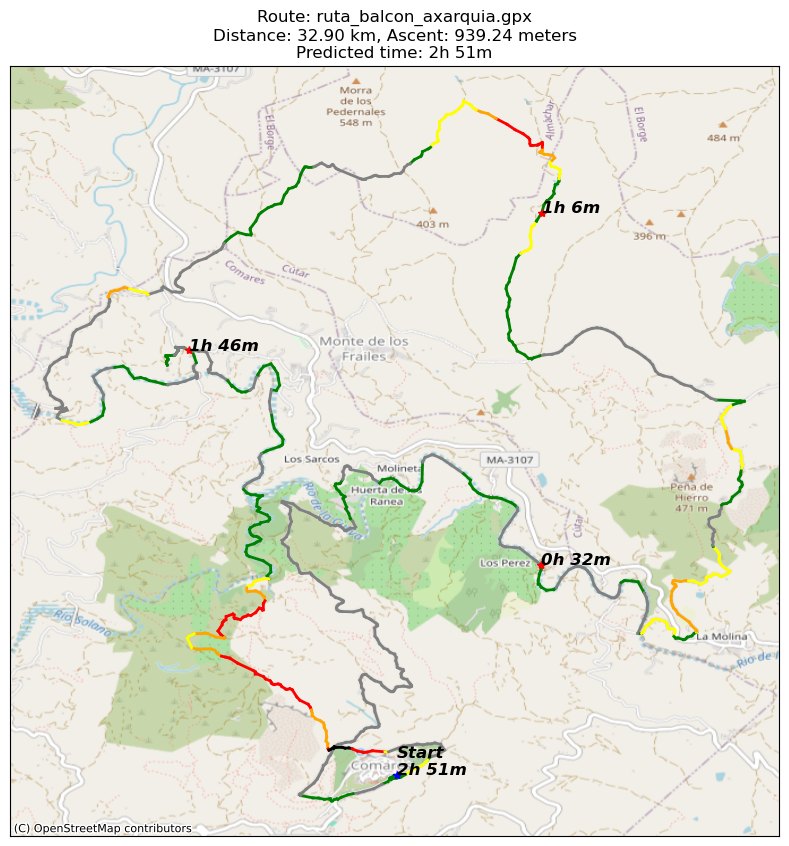 Route: ruta_balcon_axarquia.gpx
Distance: 32.90 km, Ascent: 939.24 meters
Predicted time: 2h 51m
MA-3107
Morra
de los
Pedernales
548 m
El Borge
Almáchar
El Borge
484 m
403 m
1h 6m
396 m
Comares
Cútar
1h 46m
Monte de los
Frailes
Los Sarcos
Molineta
MA-3107
Huerta de los
Ranea
Río de la Cueva
Peña de
Hierro
471 m
Cútar
Los Perez
0h 32m
Río Solano
La Molina
Río de la
Start
Comar
2h 51m
(C) OpenStreetMap contributors